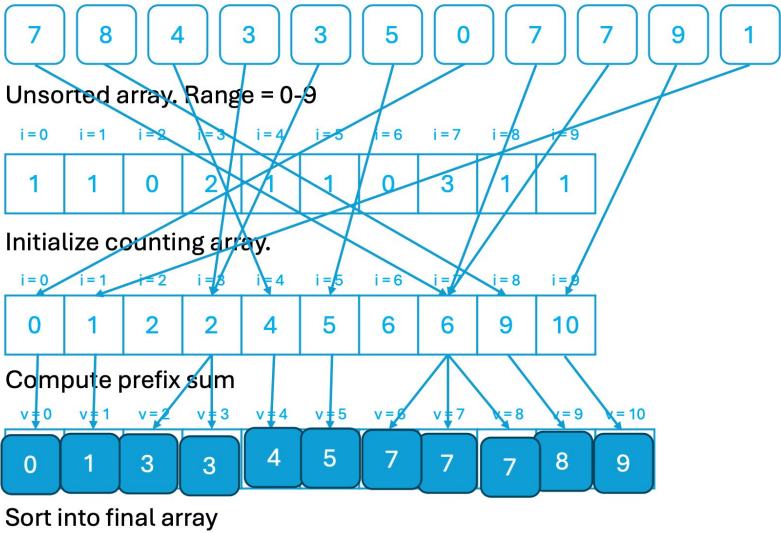 7 8 4 3 3 5 0 7 7 9 1
Unsorted array. Range = 0-9
i=0 i=1 i=2 i=3 i=4 i=5 i=6 i=7 i=8 i=9
1 1 0 2 1 1 0 3 1 1
Initialize counting array.
i=0 i=1 i=2 i=3 i=4 i=5 i=6 i=7 i=8 i=9
0 1 2 2 4 5 6 6 9 10
Compute prefix sum
v=0 v=1 v=2 v=3 v=4 v=5 v=6 v=7 v=8 v=9 v=10
0 1 3 3 4 5 7 7 7 8 9
Sort into final array